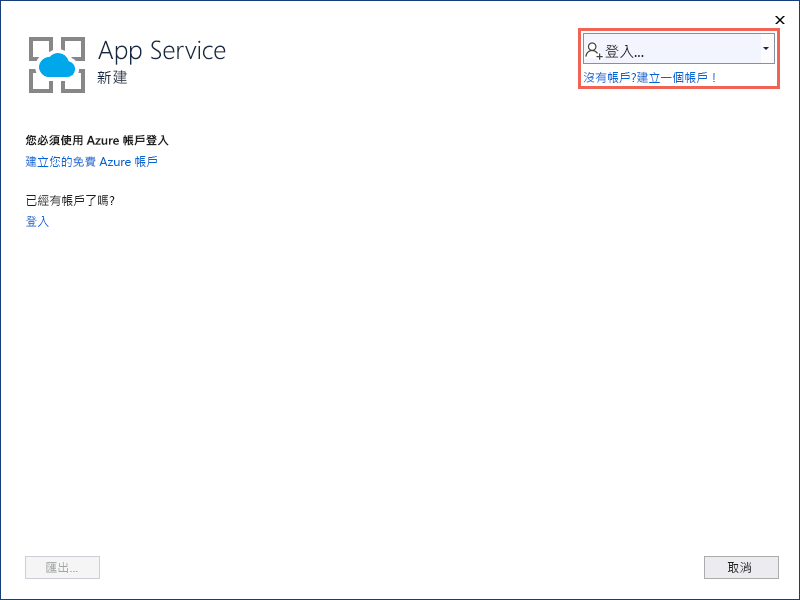 App Service
新建
登入...
沒有帳戶?建立一個帳戶！
您必須使用 Azure 帳戶登入
建立您的免費 Azure 帳戶
已經有帳戶了嗎?
登入
匯出...
取消